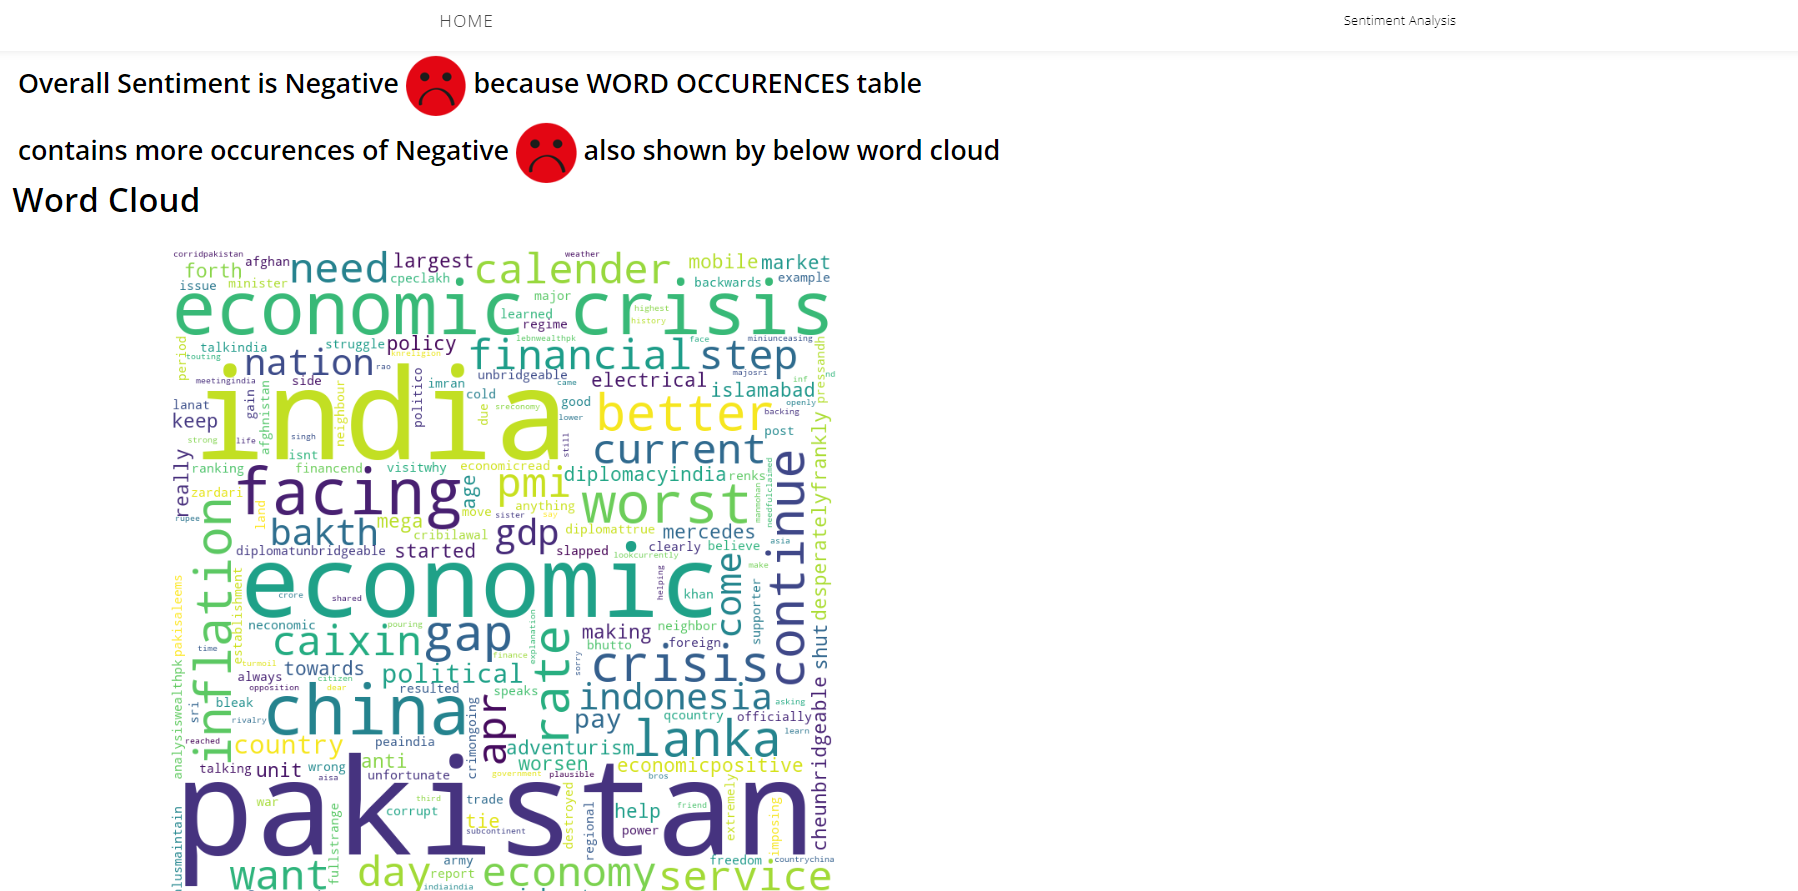 HOME Sentiment Analysis
Overall Sentiment is Negative because WORD OCCURENCES table
contains more occurences of Negative also shown by below word cloud
Word Cloud
corridpakistan
afghan
need
largest
calender
weather
mobile
market
forth
cpeclakh
backwards
example
issue
minister
economic crisis
major
learned
regime
highest
history
period
talkindia
touting
struggle
policy
lebnwealthpk
face
miniunceasing
nation
rao
financial
step
pressandh
meetingindia
side
politico
imran
unbridgeable
came
electrical
majosri
inf
nd
islamabad
india
gain
afghnistan
neighbour
cold
due
sreconomy
good
lower
better
openly
backing
lanat
keep
strong
life
singh
isnt
still
current
post
really
ranking
financend
visitwhy
economicread
diplomacyindia
renks
zardari
facing
age
pmi
worst
manmohan
needfulclaimed
continue
desperatelyfrankly
rupee
land
bakth
mega
move
sister
anything
gdp
diplomattrue
mercedes
inflation
cribilawal
diplomatunbridgeable
started
slapped
lookcurrently
clearly
believe
asia
establishment
economic
crore
shared
helping
khan
come
make
supporter
pakisaleems
neconomic
pouring
explanation
making
neighbor
time
caixin
gap
rate
bhutto
foreign
shut
turmoil
finance
sorry
towards
political
crisis
analysiswealthpk
always
opposition
citizen
dear
resulted
speaks
indonesia
asking
sri
bleak
rivalry
china
crimongoing
apr
pay
qcountry
officially
learn
cheunbridgeable
reached
country
peaindia
adventurism
lanka
talking
unit
wrong
aisa
anti
unfortunate
worsen
government
plausible
economicpositive
bros
pakistan
war
fullstrange
third
corrupt
trade
tie
subcontinent
destroyed
regional
help
power
friend
extremely
imposing
want
day
army
report
indiaindia
economy
freedom
countrychina
service